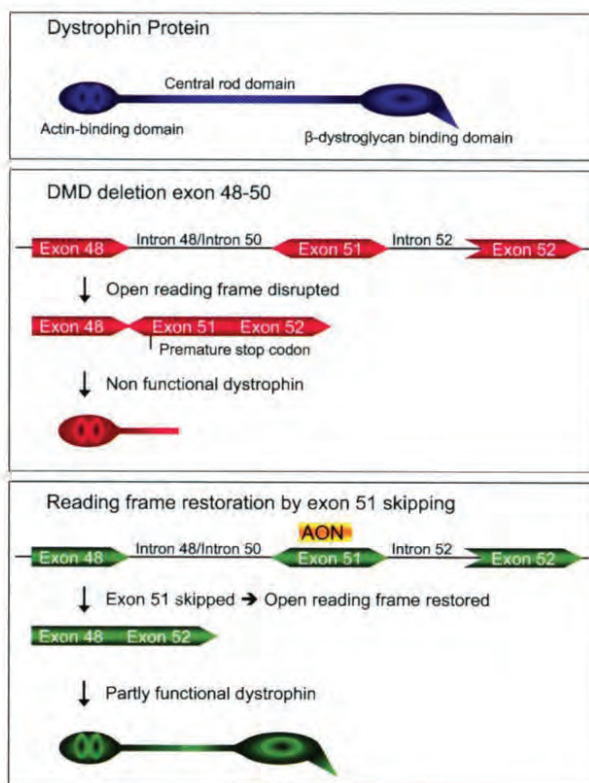 Dystrophin Protein
Central rod domain
Actin-binding domain
β-dystroglycan binding domain
DMD deletion exon 48-50
Exon 48 Intron 48/Intron 50 Exon 51 Intron 52 Exon 52
Open reading frame disrupted
Exon 48 Exon 51 Exon 52
Premature stop codon
Non functional dystrophin
Reading frame restoration by exon 51 skipping
AON
Exon 48 Intron 48/Intron 50 Exon 51 Intron 52 Exon 52
Exon 51 skipped → Open reading frame restored
Exon 48 Exon 52
Partly functional dystrophin